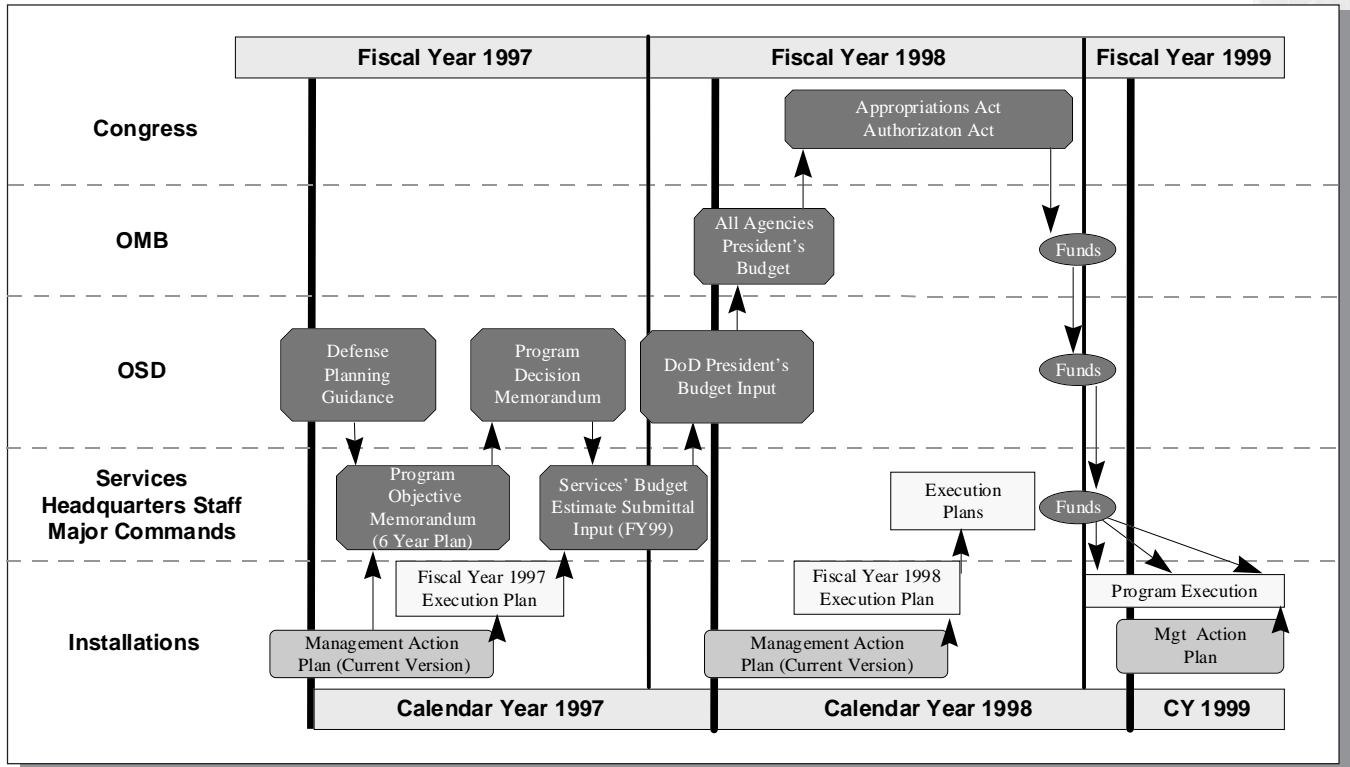 Fiscal Year 1997
Fiscal Year 1998
Fiscal Year 1999
Congress
Appropriations Act
Authorizaton Act
OMB
All Agencies
President's
Budget
Funds
OSD
Defense
Planning
Guidance
Program
Decision
Memorandum
DoD President's
Budget Input
Funds
Services
Headquarters Staff
Major Commands
Program
Objective
Memorandum
(6 Year Plan)
Services' Budget
Estimate Submittal
Input (FY99)
Execution
Plans
Funds
Installations
Fiscal Year 1997
Execution Plan
Fiscal Year 1998
Execution Plan
Program Execution
Management Action
Plan (Current Version)
Management Action
Plan (Current Version)
Mgt Action
Plan
Calendar Year 1997
Calendar Year 1998
CY 1999